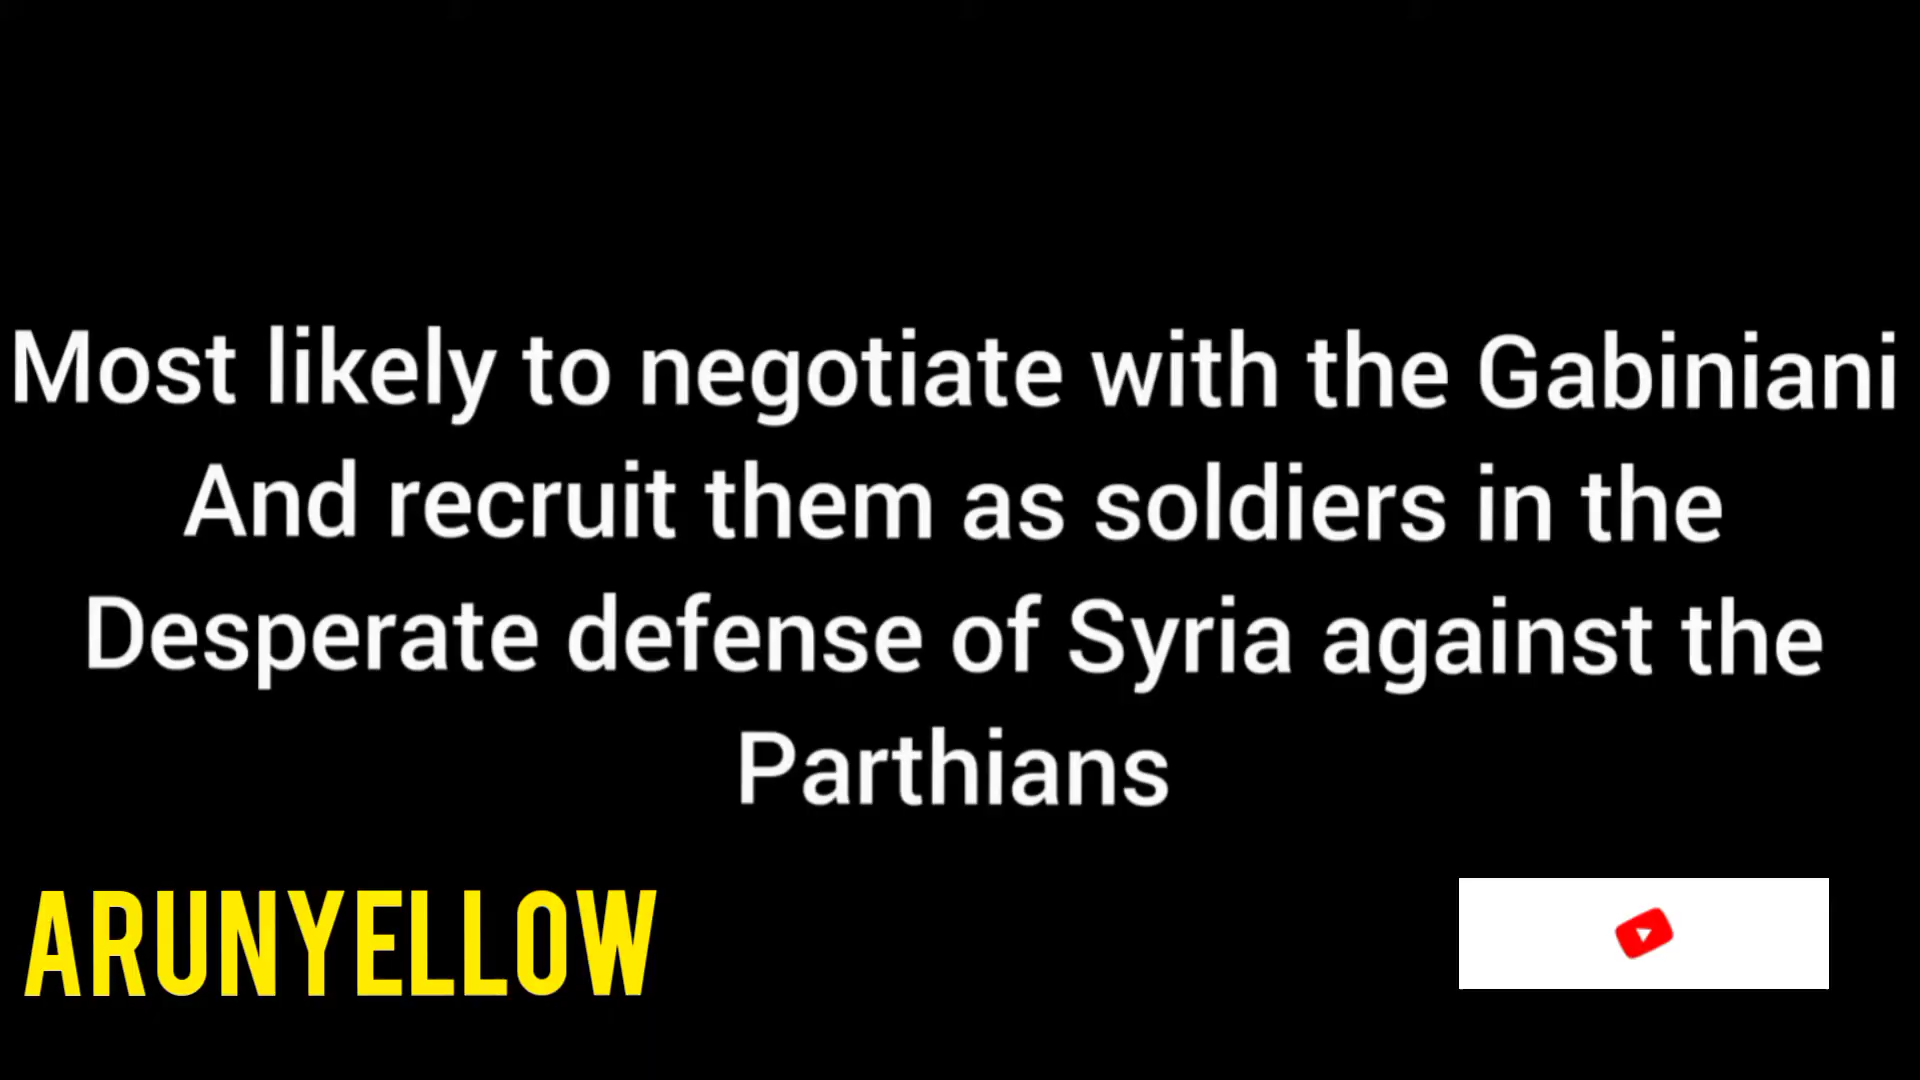 Most likely to negotiate with the Gabiniani
And recruit them as soldiers in the
Desperate defense of Syria against the
Parthians
ARUNYELLOW